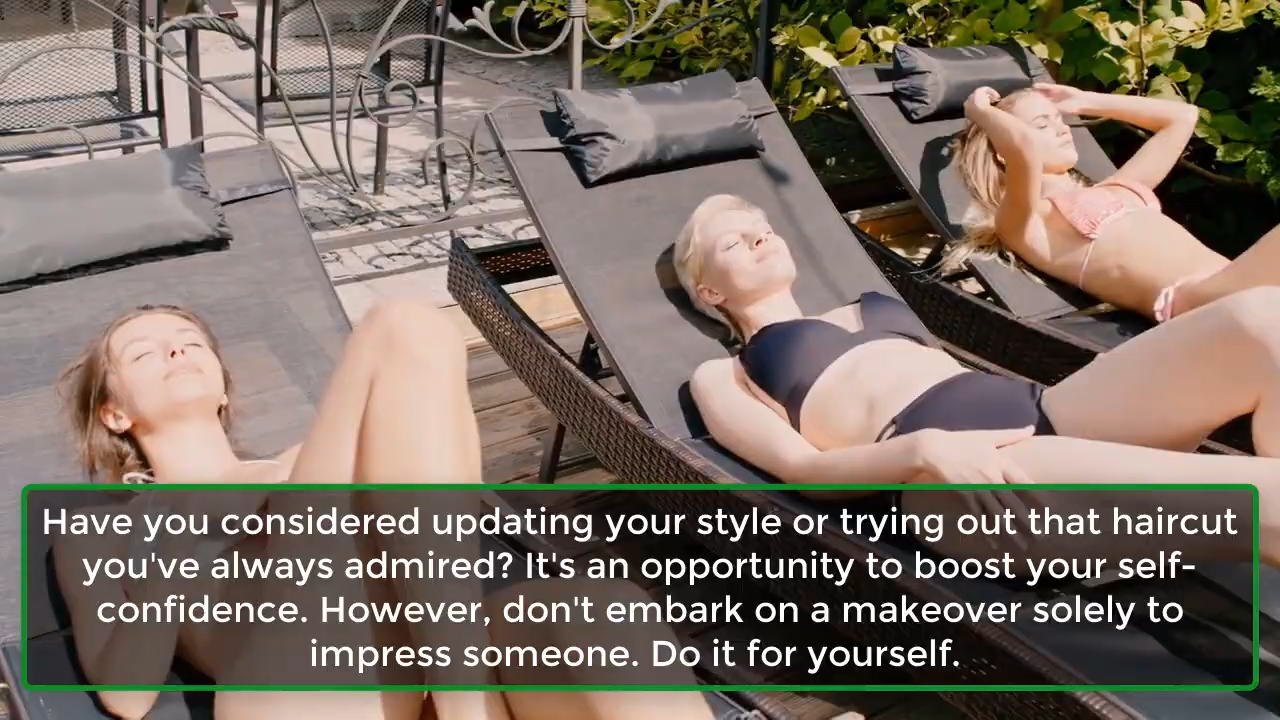 Have you considered updating your style or trying out that haircut
you've always admired? It's an opportunity to boost your self-
confidence. However, don't embark on a makeover solely to
impress someone. Do it for yourself.